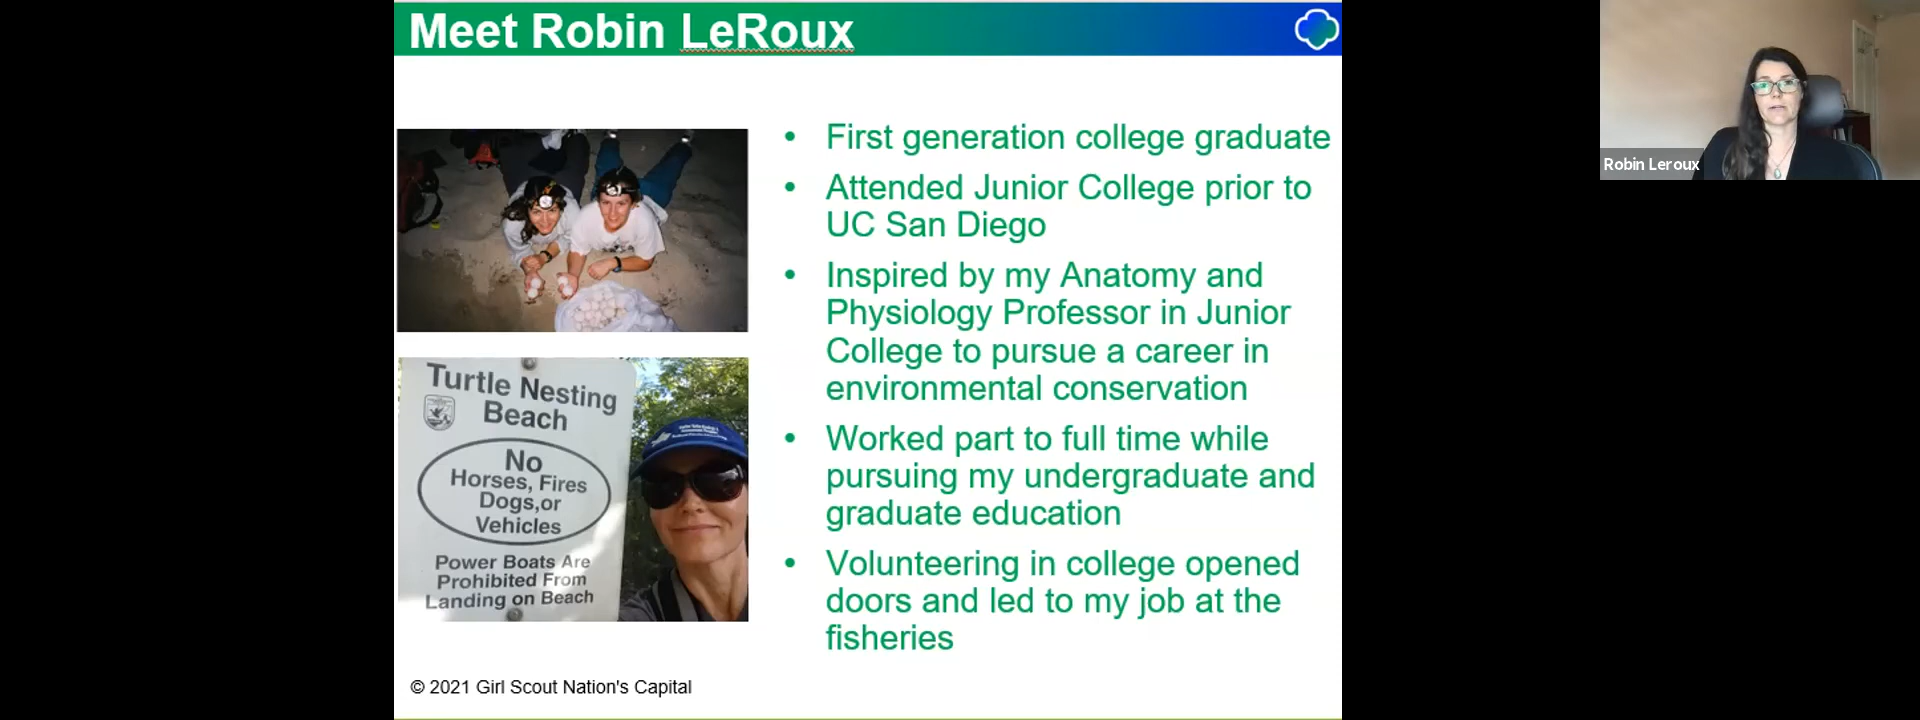 Meet Robin LeRoux
• First generation college graduate
• Attended Junior College prior to
UC San Diego
• Inspired by my Anatomy and
Physiology Professor in Junior
College to pursue a career in
environmental conservation
• Worked part to full time while
pursuing my undergraduate and
graduate education
• Volunteering in college opened
doors and led to my job at the
fisheries
Turtle Nesting
Beach
No
Horses, Fires
Dogs,or
Vehicles
Power Boats Are
Prohibited From
Landing on Beach
© 2021 Girl Scout Nation's Capital
Robin Leroux